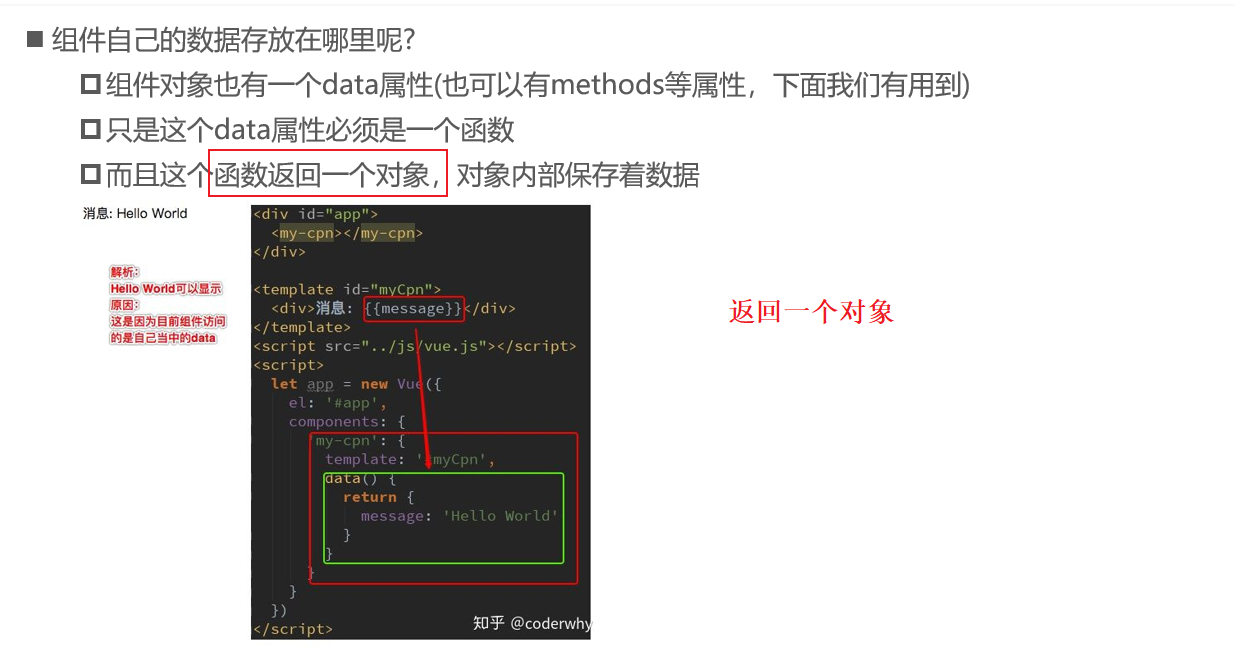 组件自己的数据存放在哪里呢?
组件对象也有一个data属性(也可以有methods等属性，下面我们有用到)
只是这个data属性必须是一个函数
而且这个函数返回一个对象，对象内部保存着数据
消息: Hello World
解析：
Hello World可以显示
原因：
这是因为目前组件访问
的是自己当中的data
<div id="app">
<my-cpn></my-cpn>
</div>
<template id="myCpn">
<div>消息: {{message}}</div>
</template>
<script src="../js/vue.js"></script>
<script>
let app = new Vue({
el: '#app',
components: {
'my-cpn': {
template: '#myCpn',
data() {
return {
message: 'Hello World'
}
}
}
}
})
</script>
返回一个对象
知乎 @coderwhy